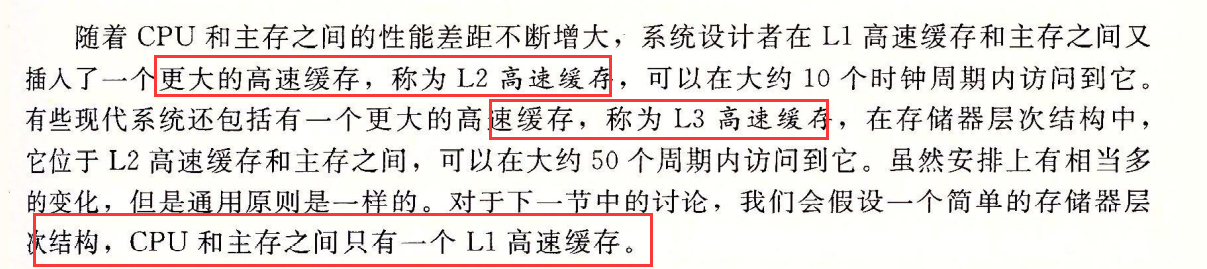 随着 CPU 和主存之间的性能差距不断增大，系统设计者在 L1 高速缓存和主存之间又
插入了一个更大的高速缓存，称为 L2 高速缓存，可以在大约 10 个时钟周期内访问到它。
有些现代系统还包括有一个更大的高速缓存，称为 L3 高速缓存，在存储器层次结构中，
它位于 L2 高速缓存和主存之间，可以在大约 50 个周期内访问到它。虽然安排上有相当多
的变化，但是通用原则是一样的。对于下一节中的讨论，我们会假设一个简单的存储器层
次结构，CPU 和主存之间只有一个 L1 高速缓存。